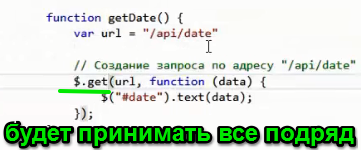 function getDate() {
var url = "/api/date"
// Создание запроса по адресу "/api/date"
$.get(url, function (data) {
$("#date").text(data);
});
будет принимать все подряд